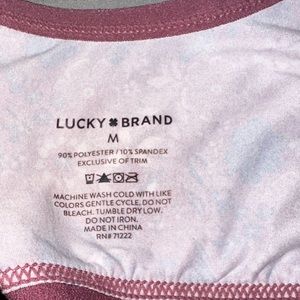 LUCKY BRAND
M
90% POLYESTER / 10% SPANDEX
EXCLUSIVE OF TRIM
MACHINE WASH COLD WITH LIKE
COLORS GENTLE CYCLE. DO NOT
BLEACH. TUMBLE DRY LOW.
DO NOT IRON.
MADE IN CHINA
RN# 71222